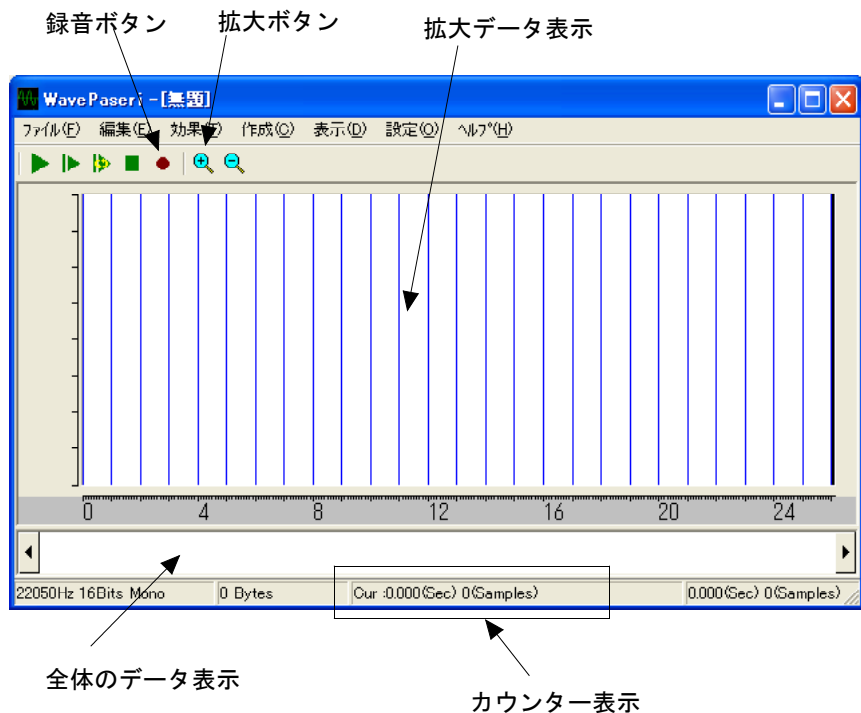 録音ボタン
拡大ボタン
拡大データ表示
WavePaseri -[無題]
ファイル(F) 編集(E) 効果(T) 作成(C) 表示(D) 設定(O) ヘルプ(H)
0 4 8 12 16 20 24
22050Hz 16Bits Mono 0 Bytes Cur :0.000(Sec) 0(Samples) 0.000(Sec) 0(Samples)
全体のデータ表示
カウンター表示